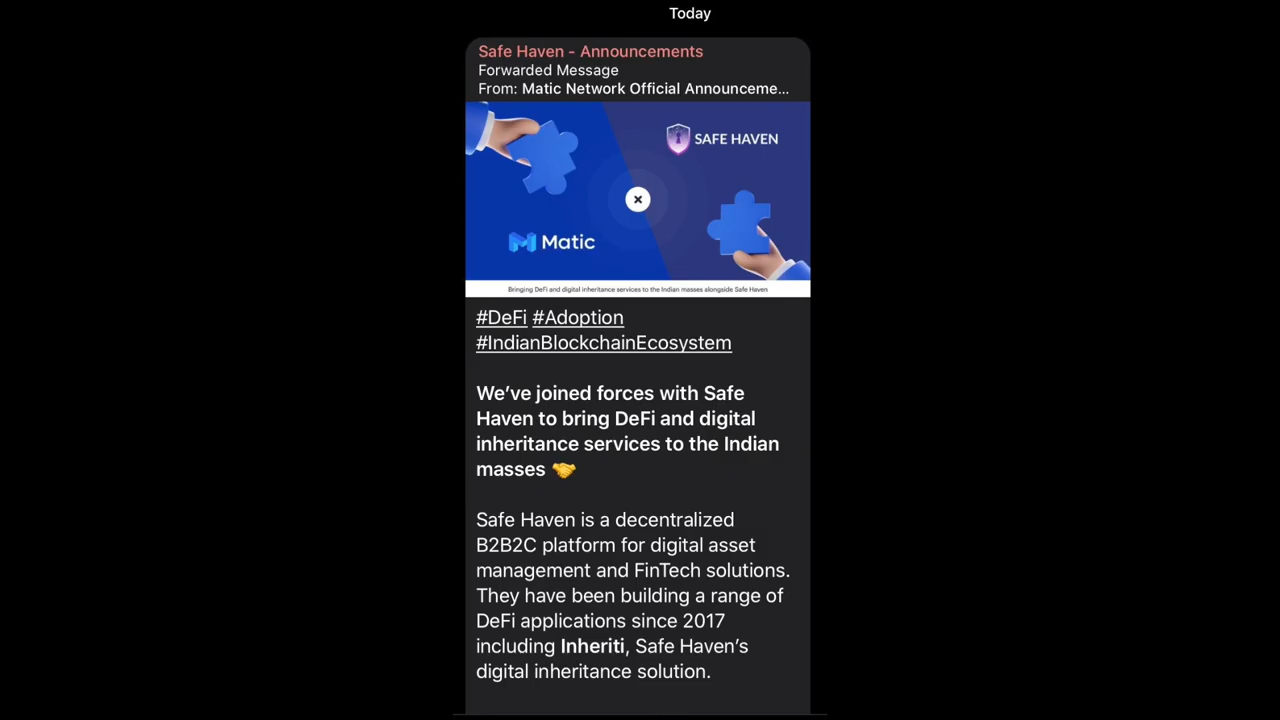 Today
Safe Haven - Announcements
Forwarded Message
From: Matic Network Official Announceme...
SAFE HAVEN
Matic
Bringing DeFi and digital inheritance services to the Indian masses alongside Safe Haven
#DeFi #Adoption
#IndianBlockchainEcosystem
We’ve joined forces with Safe
Haven to bring DeFi and digital
inheritance services to the Indian
masses 🤝
Safe Haven is a decentralized
B2B2C platform for digital asset
management and FinTech solutions.
They have been building a range of
DeFi applications since 2017
including Inheriti, Safe Haven’s
digital inheritance solution.